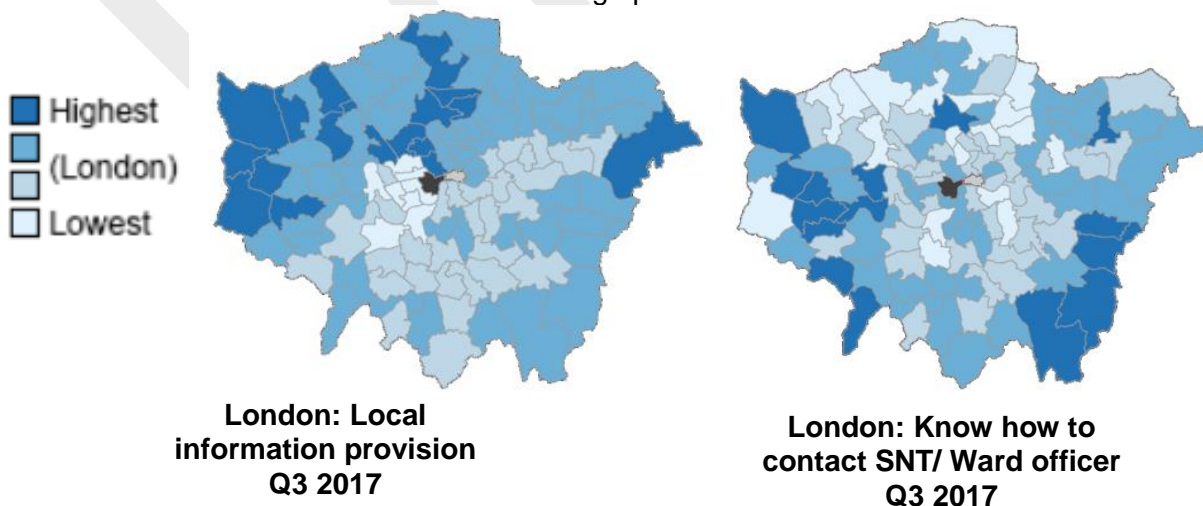 Highest
(London)
Lowest
London: Local
information provision
Q3 2017
London: Know how to
contact SNT/ Ward officer
Q3 2017